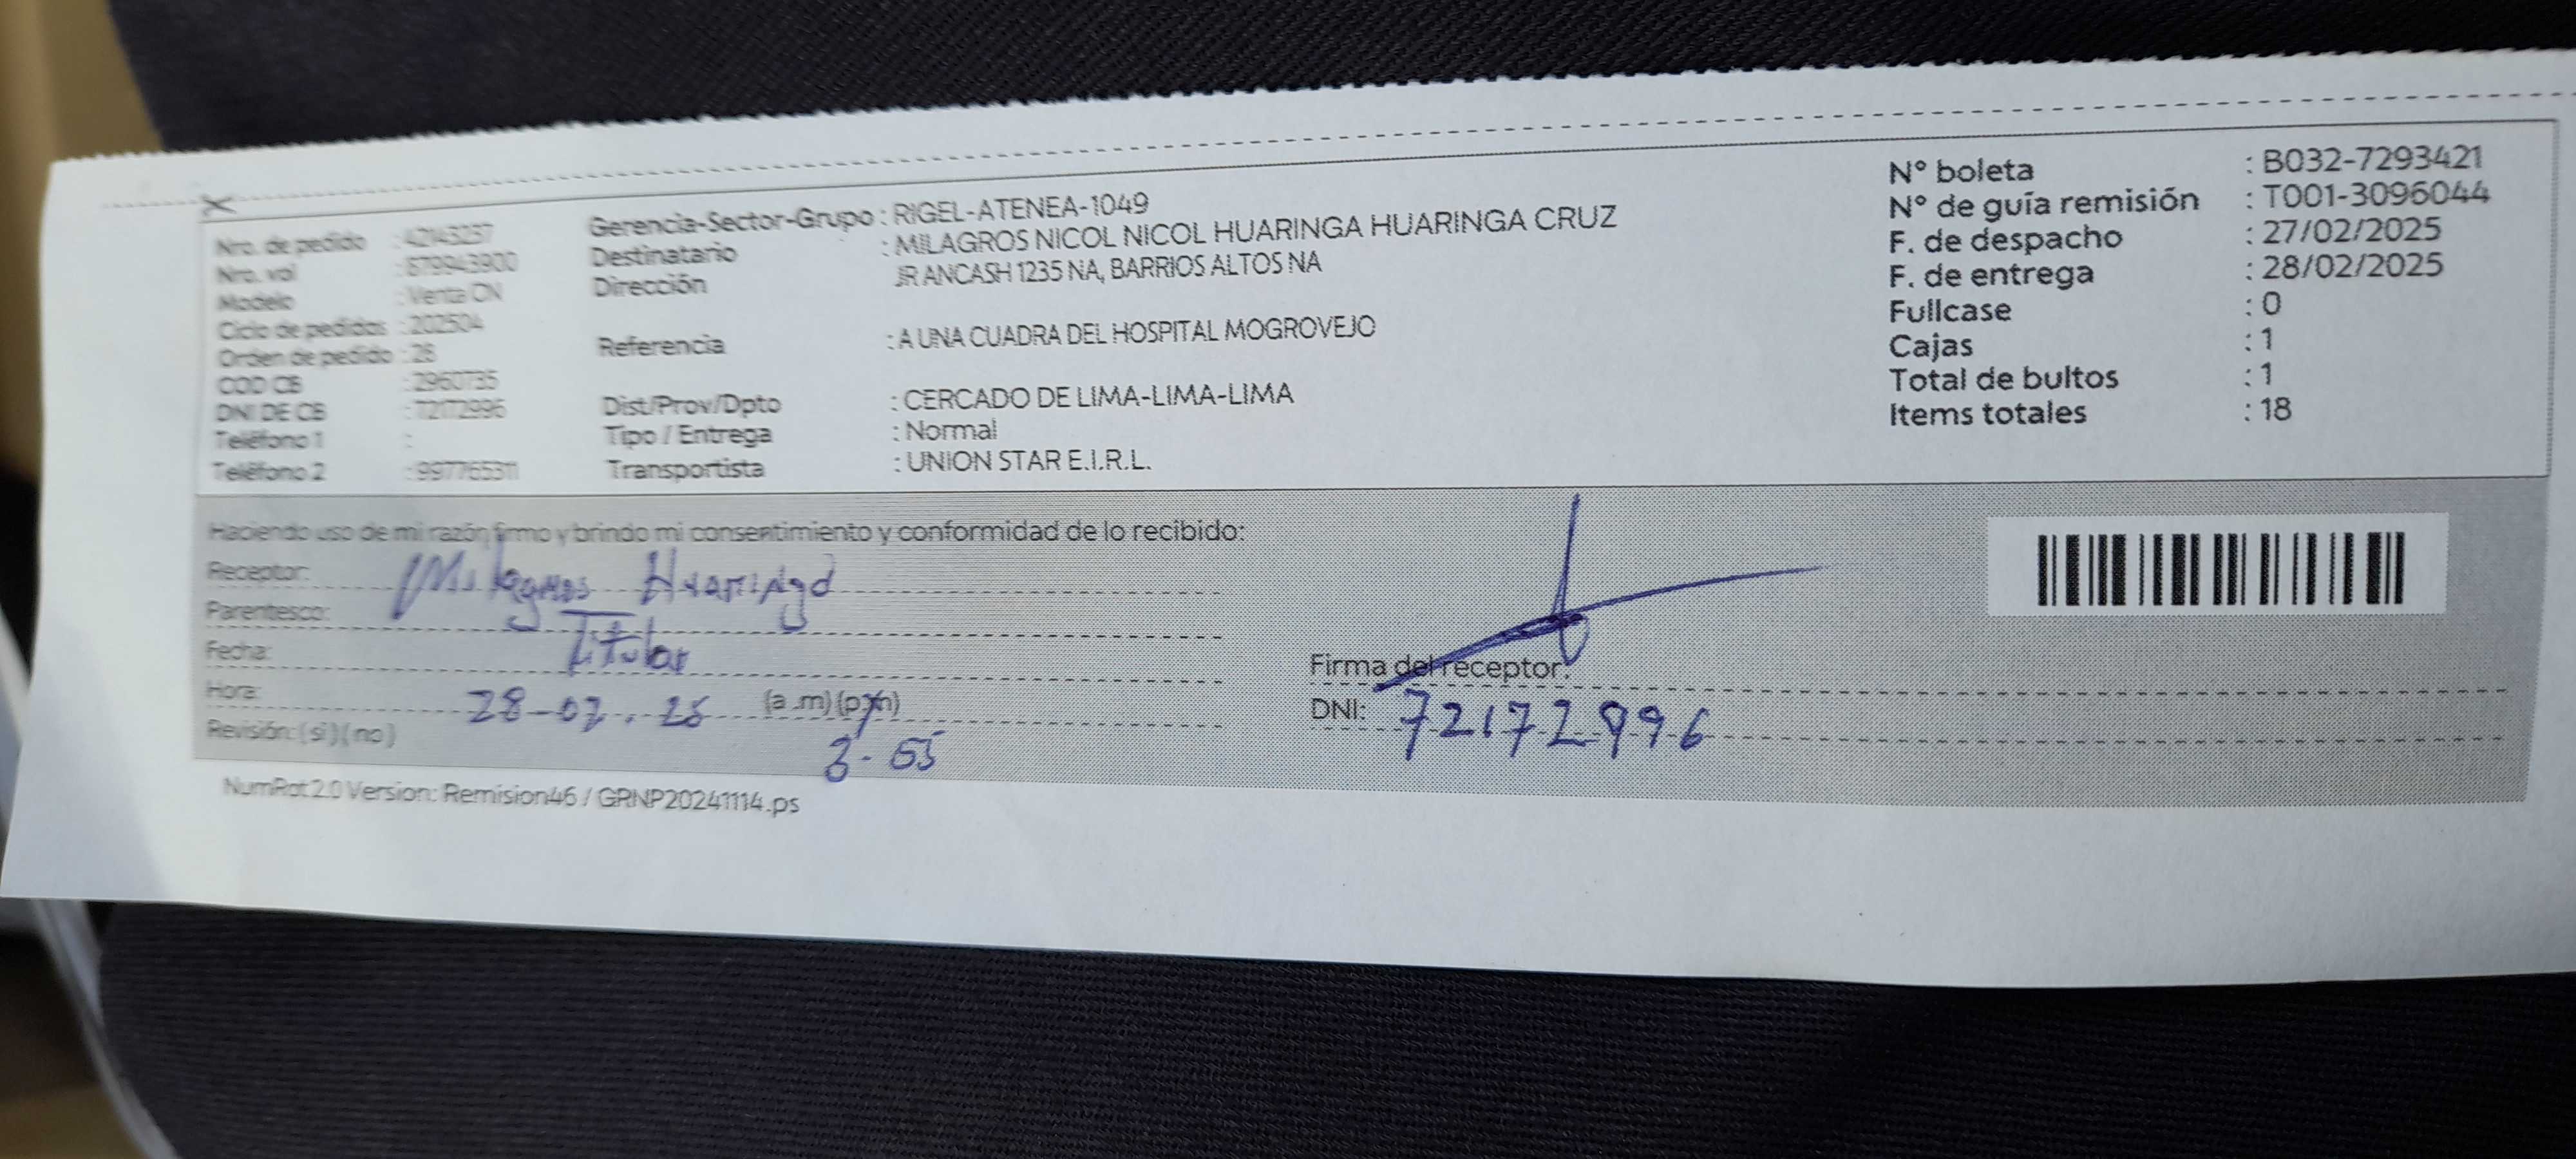 Nro. de pedido : 42143237
Nro. vol : 679943900
Modelo : Venta CN
Ciclo de pedidos : 202504
Orden de pedido : 26
COD CB : 2960735
DNI DE CB : 72172996
Teléfono 1 :
Teléfono 2 : 997765311
Gerencia-Sector-Grupo : RIGEL-ATENEA-1049
Destinatario : MILAGROS NICOL NICOL HUARINGA HUARINGA CRUZ
Dirección JR ANCASH 1235 NA, BARRIOS ALTOS NA
Referencia : A UNA CUADRA DEL HOSPITAL MOGROVEJO
Dist/Prov/Dpto : CERCADO DE LIMA-LIMA-LIMA
Tipo / Entrega : Normal
Transportista : UNION STAR E.I.R.L.
N° boleta : B032-7293421
N° de guía remisión : T001-3096044
F. de despacho : 27/02/2025
F. de entrega : 28/02/2025
Fullcase : 0
Cajas : 1
Total de bultos : 1
Items totales : 18
Haciendo uso de mi razón firmo y brindo mi consentimiento y conformidad de lo recibido:
Receptor: Milagros Huaringa
Parentesco: Titular
Fecha: 28-02.25
Hora: (a .m) (p.m) 3-55
Revisión: (si) (no)
Firma del receptor:
DNI: 72172996
NumRot 2.0 Version: Remision46 / GRNP20241114.ps